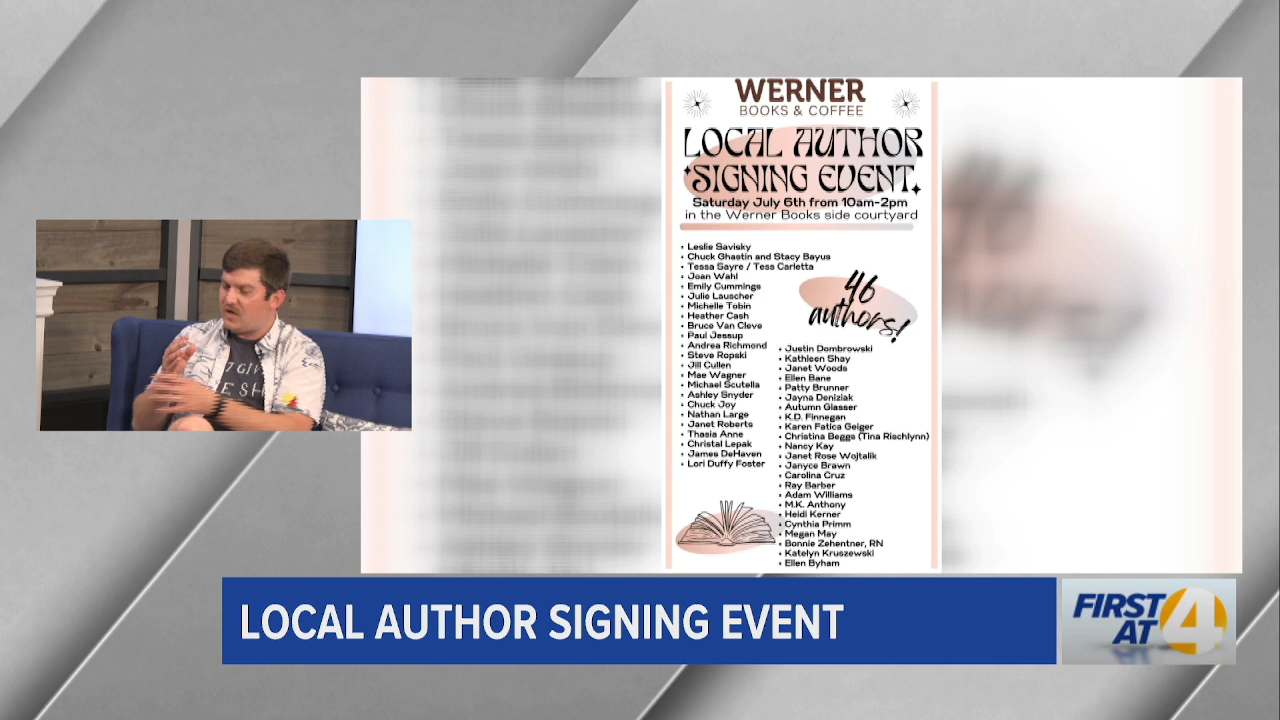 WERNER
BOOKS & COFFEE
LOCAL AUTHOR
SIGNING EVENT
Saturday July 6th from 10am-2pm
in the Werner Books side courtyard
• Leslie Savisky
• Chuck Ghastin and Stacy Bayus
• Tessa Sayre / Tess Carletta
• Joan Wahl
• Emily Cummings
• Julie Lauscher
• Michelle Tobin
• Heather Cash
• Bruce Van Cleve
• Paul Jessup
• Andrea Richmond
• Steve Ropski
• Jill Cullen
• Mae Wagner
• Michael Scutella
• Ashley Snyder
• Chuck Joy
• Nathan Large
• Janet Roberts
• Thasia Anne
• Christal Lepak
• James DeHaven
• Lori Duffy Foster
46
authors!
• Justin Dombrowski
• Kathleen Shay
• Janet Woods
• Ellen Bane
• Patty Brunner
• Jayna Deniziak
• Autumn Glasser
• K.D. Finnegan
• Karen Fatica Geiger
• Christina Beggs (Tina Rischlynn)
• Nancy Kay
• Janet Rose Wojtalik
• Janyce Brawn
• Carolina Cruz
• Ray Barber
• Adam Williams
• M.K. Anthony
• Heidi Kerner
• Cynthia Primm
• Megan May
• Bonnie Zehentner, RN
• Katelyn Kruszewski
• Ellen Byham
LOCAL AUTHOR SIGNING EVENT
FIRST
AT 4